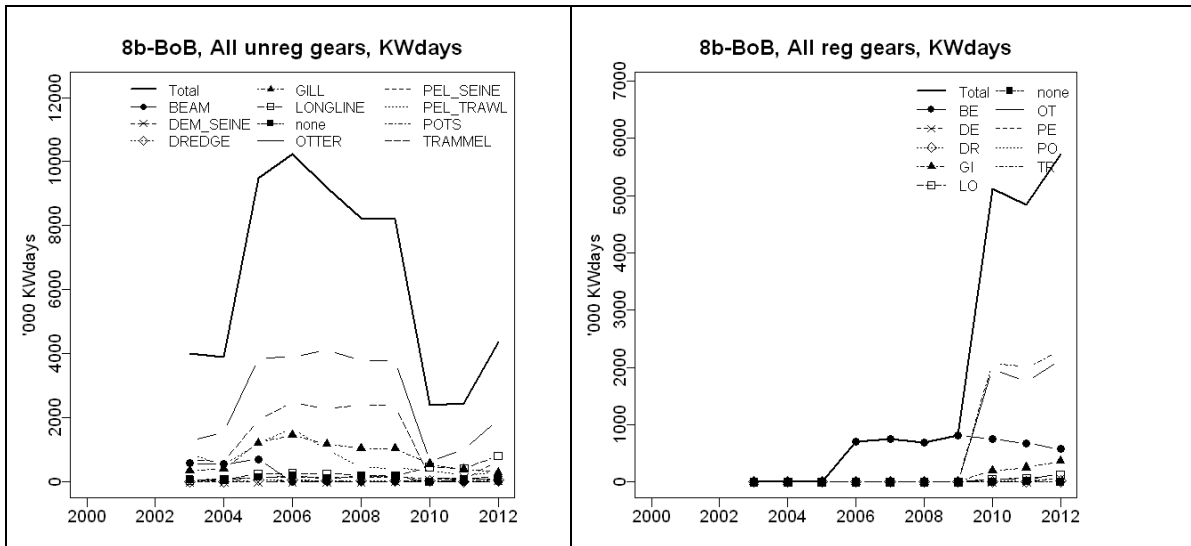 8b-BoB, All unreg gears, KWdays
'000 KWdays
12000
10000
8000
6000
4000
2000
0
Total GILL PEL_SEINE
BEAM LONGLINE PEL_TRAWL
DEM_SEINE none POTS
DREDGE OTTER TRAMMEL
2000 2002 2004 2006 2008 2010 2012
8b-BoB, All reg gears, KWdays
'000 KWdays
7000
6000
5000
4000
3000
2000
1000
0
Total none
BE OT
DE PE
DR PO
GI TR
LO
2000 2002 2004 2006 2008 2010 2012